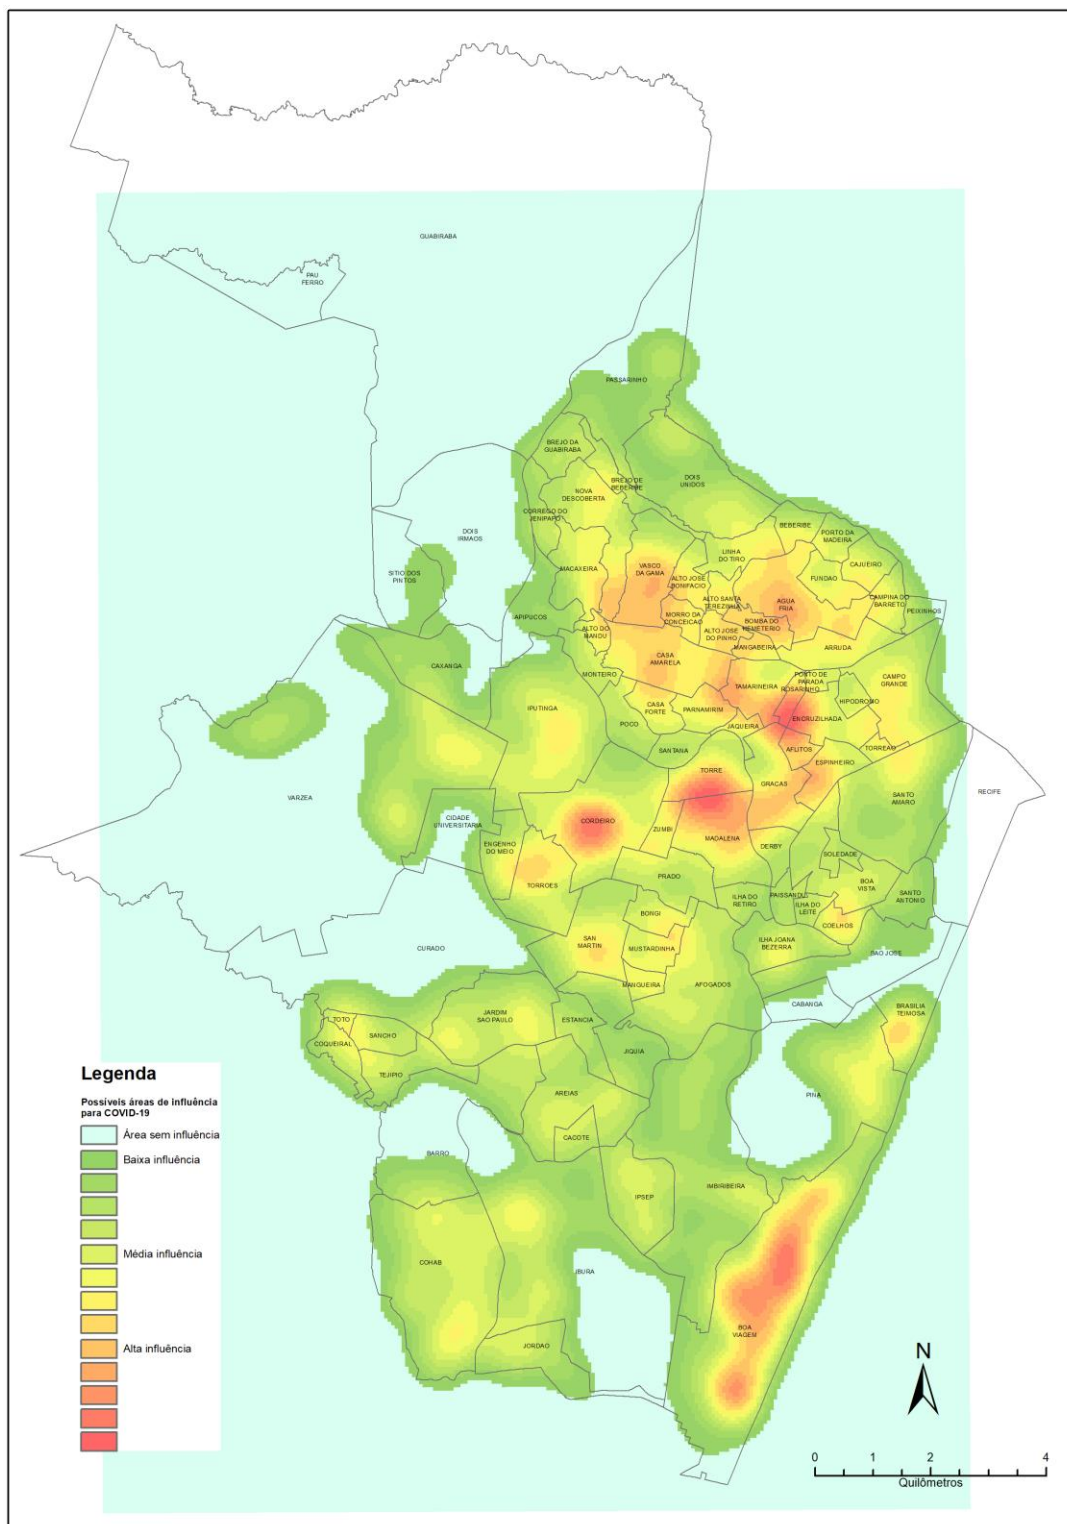 GUABIRABA
PAU
FERRO
PASSARINHO
BREJO DA
GUABIRABA
BREJO DE
BEBERIBE
DOIS
UNIDOS
NOVA
DESCOBERTA
CORREGO DO
JENIPAPO
DOIS
IRMAOS
BEBERIBE
PORTO DA
MADEIRA
LINHA
DO TIRO
CAJUEIRO
VASCO
DA GAMA
MACAXEIRA
ALTO JOSE
BONIFACIO
FUNDAO
SITIO DOS
PINTOS
ALTO SANTA
TEREZINHA
AGUA
FRIA
CAMPINA DO
BARRETO
PEIXINHOS
APIPUCOS
MORRO DA
CONCEICAO
BOMBA DO
HEMETERIO
ALTO DO
MANDU
ALTO JOSE
DO PINHO
MANGABEIRA
ARRUDA
CASA
AMARELA
CAXANGA
MONTEIRO
TAMARINEIRA
PONTO DE
PARADA
ROSARINHO
CAMPO
GRANDE
HIPODROMO
IPUTINGA
CASA
FORTE
PARNAMIRIM
POCO
JAQUEIRA
ENCRUZILHADA
SANTANA
AFLITOS
TORREAO
ESPINHEIRO
TORRE
GRACAS
VARZEA
SANTO
AMARO
RECIFE
CIDADE
UNIVERSITARIA
CORDEIRO
ZUMBI
MADALENA
DERBY
ENGENHO
DO MEIO
SOLEDADE
TORROES
PRADO
BOA
VISTA
ILHA DO
RETIRO
PAISSANDU
ILHA DO
LEITE
SANTO
ANTONIO
BONGI
COELHOS
CURADO
SAN
MARTIN
MUSTARDINHA
ILHA JOANA
BEZERRA
SAO JOSE
MANGUEIRA
AFOGADOS
CABANGA
BRASILIA
TEIMOSA
TOTO
JARDIM
SAO PAULO
ESTANCIA
SANCHO
COQUEIRAL
JIQUIA
TEJIPIO
AREIAS
PINA
CACOTE
BARRO
IPSEP
IMBIRIBEIRA
COHAB
IBURA
BOA
VIAGEM
JORDAO
Legenda
Possíveis áreas de influência
para COVID-19
Área sem influência
Baixa influência
Média influência
Alta influência
N
0 1 2 4
Quilômetros